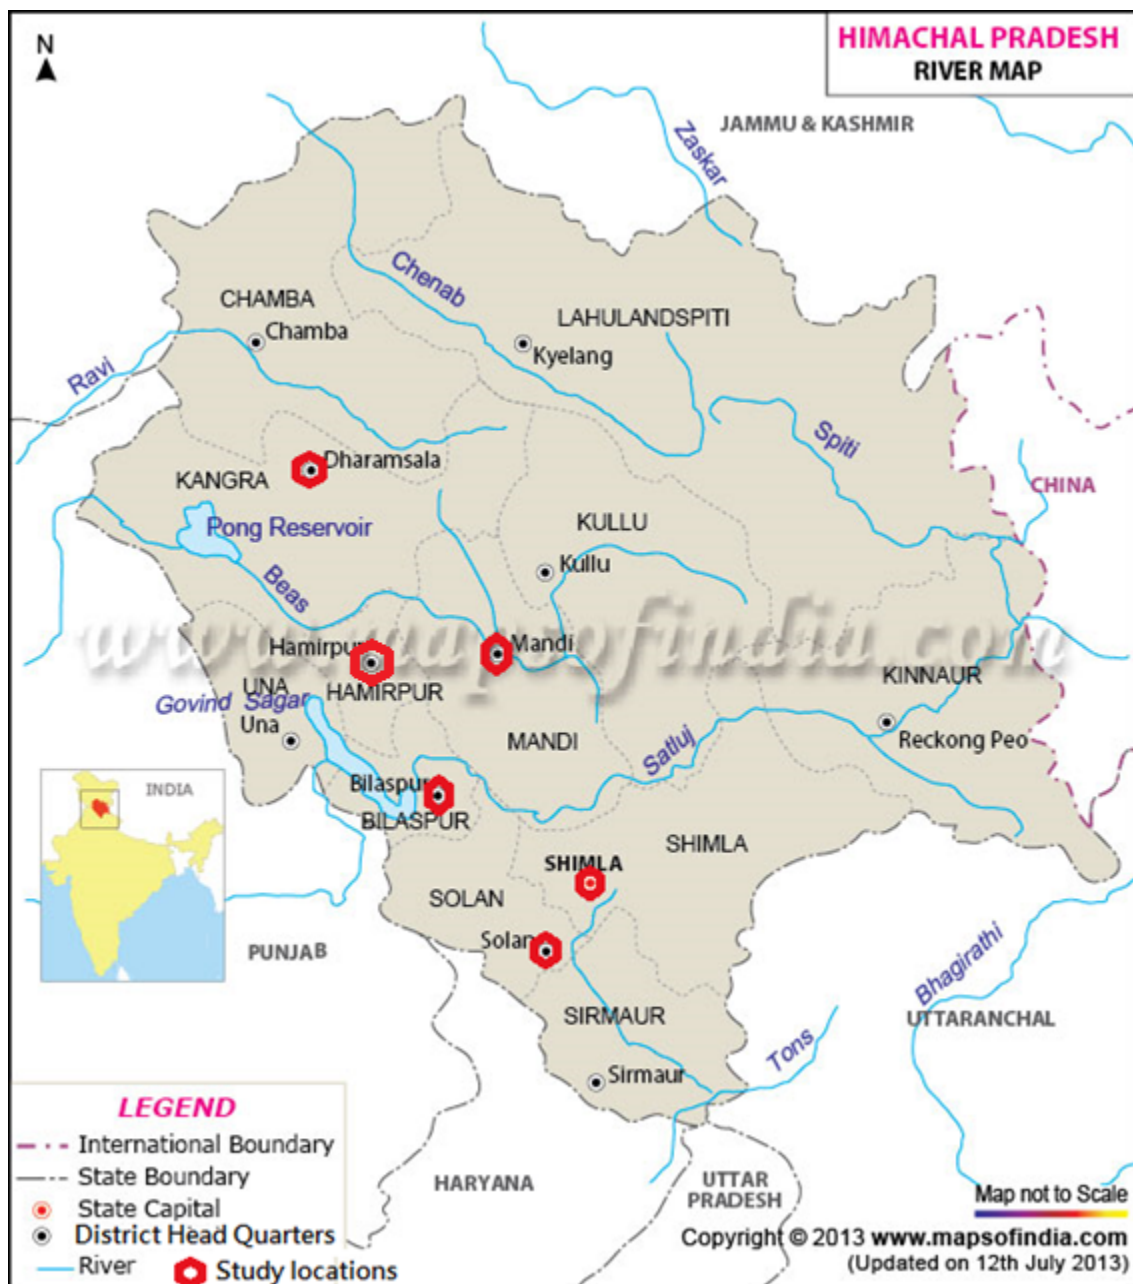 N
HIMACHAL PRADESH
RIVER MAP
JAMMU & KASHMIR
Zaskar
Chenab
CHAMBA
Chamba
LAHULANDSPITI
Kyelang
Ravi
Spiti
Dharamsala
KANGRA
CHINA
Pong Reservoir
KULLU
Kullu
Beas
www.mapsofindia.com
Hamirpur
Mandi
KINNAUR
UNA
HAMIRPUR
Govind Sagar
Una
MANDI
Satluj
Reckong Peo
INDIA
Bilaspur
BILASPUR
SHIMLA
SHIMLA
SOLAN
Solan
PUNJAB
Bhagirathi
SIRMAUR
UTTARANCHAL
Tons
Sirmaur
LEGEND
International Boundary
State Boundary
State Capital
District Head Quarters
River
Study locations
HARYANA
UTTAR
PRADESH
Map not to Scale
Copyright © 2013 www.mapsofindia.com
(Updated on 12th July 2013)